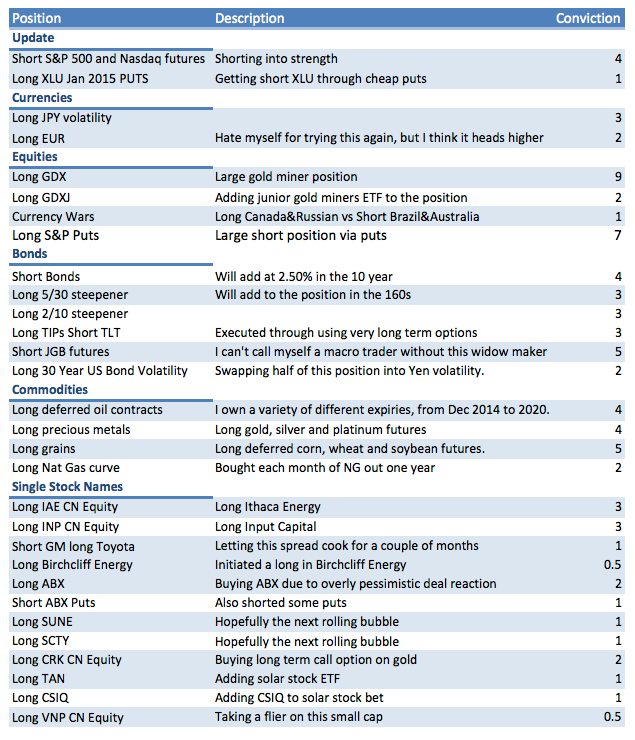 Position Description Conviction
Update
Short S&P 500 and Nasdaq futures Shorting into strength 4
Long XLU Jan 2015 PUTS Getting short XLU through cheap puts 1
Currencies
Long JPY volatility 3
Long EUR Hate myself for trying this again, but I think it heads higher 2
Equities
Long GDX Large gold miner position 9
Long GDXJ Adding junior gold miners ETF to the position 2
Currency Wars Long Canada&Russian vs Short Brazil&Australia 1
Long S&P Puts Large short position via puts 7
Bonds
Short Bonds Will add at 2.50% in the 10 year 4
Long 5/30 steepener Will add to the position in the 160s 3
Long 2/10 steepener 3
Long TIPs Short TLT Executed through using very long term options 3
Short JGB futures I can't call myself a macro trader without this widow maker 5
Long 30 Year US Bond Volatility Swapping half of this position into Yen volatility. 2
Commodities
Long deferred oil contracts I own a variety of different expiries, from Dec 2014 to 2020. 4
Long precious metals Long gold, silver and platinum futures 4
Long grains Long deferred corn, wheat and soybean futures. 5
Long Nat Gas curve Bought each month of NG out one year 2
Single Stock Names
Long IAE CN Equity Long Ithaca Energy 3
Long INP CN Equity Long Input Capital 3
Short GM long Toyota Letting this spread cook for a couple of months 1
Long Birchcliff Energy Initiated a long in Birchcliff Energy 0.5
Long ABX Buying ABX due to overly pessimistic deal reaction 2
Short ABX Puts Also shorted some puts 1
Long SUNE Hopefully the next rolling bubble 1
Long SCTY Hopefully the next rolling bubble 1
Long CRK CN Equity Buying long term call option on gold 2
Long TAN Adding solar stock ETF 1
Long CSIQ Adding CSIQ to solar stock bet 1
Long VNP CN Equity Taking a flier on this small cap 0.5